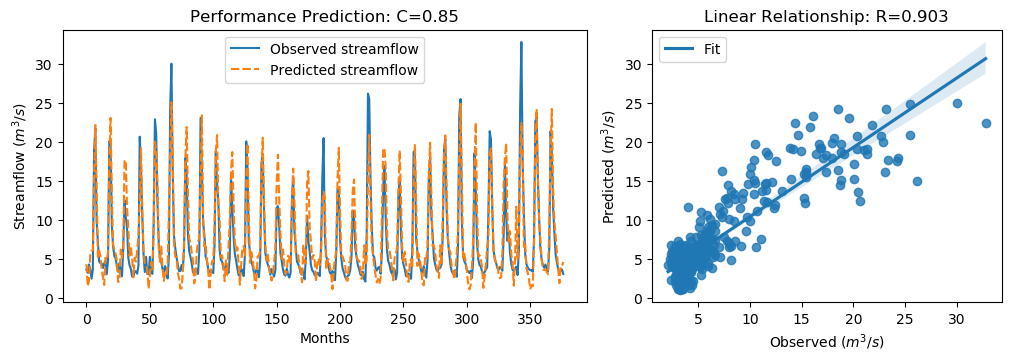 Performance Prediction: C=0.85
Observed streamflow
Predicted streamflow
Streamflow (m³/s)
30
25
20
15
10
5
0
0 50 100 150 200 250 300 350
Months
Linear Relationship: R=0.903
Fit
Predicted (m³/s)
30
25
20
15
10
5
0
5 10 15 20 25 30
Observed (m³/s)